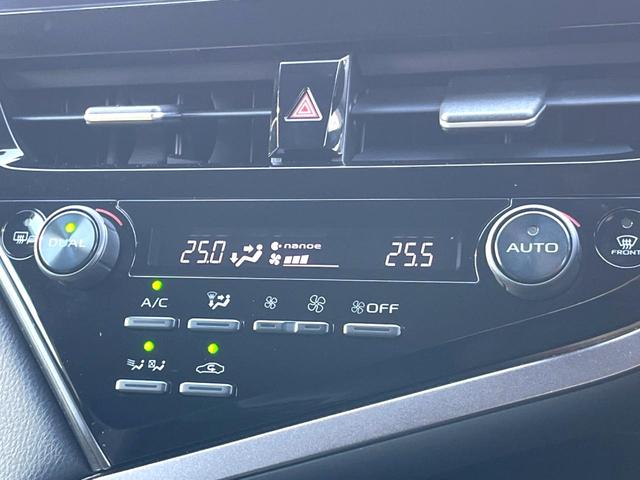 DUAL
25.0
nanoe
25.5
AUTO
FRONT
A/C
OFF